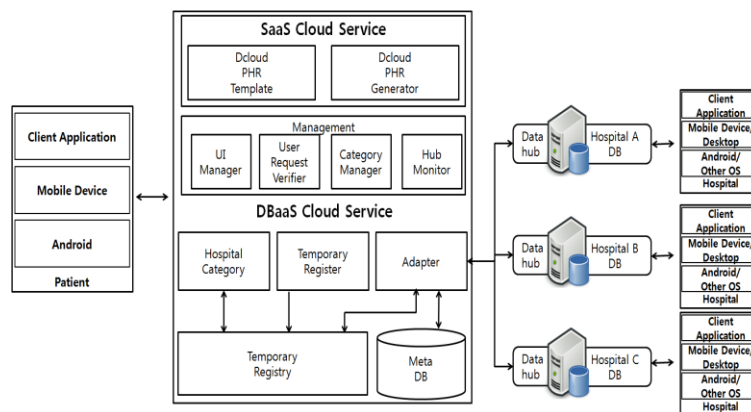 SaaS Cloud Service
Dcloud
PHR
Template
Dcloud
PHR
Generator
Management
UI
Manager
User
Request
Verifier
Category
Manager
Hub
Monitor
DBaaS Cloud Service
Hospital
Category
Temporary
Register
Adapter
Temporary
Registry
Meta
DB
Client Application
Mobile Device
Android
Patient
Data
hub
Hospital A
DB
Client
Application
Mobile Device/
Desktop
Android/
Other OS
Hospital
Data
hub
Hospital B
DB
Client
Application
Mobile Device/
Desktop
Android/
Other OS
Hospital
Data
hub
Hospital C
DB
Client
Application
Mobile Device/
Desktop
Android/
Other OS
Hospital